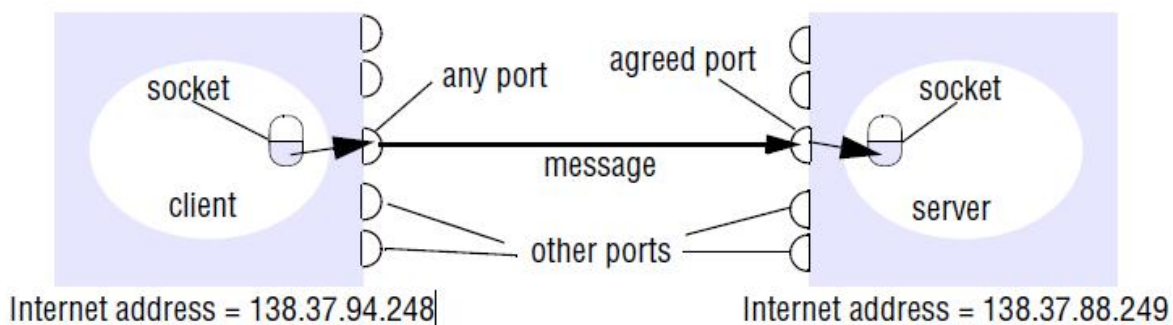 socket
any port
agreed port
socket
message
client
server
other ports
Internet address = 138.37.94.248
Internet address = 138.37.88.249